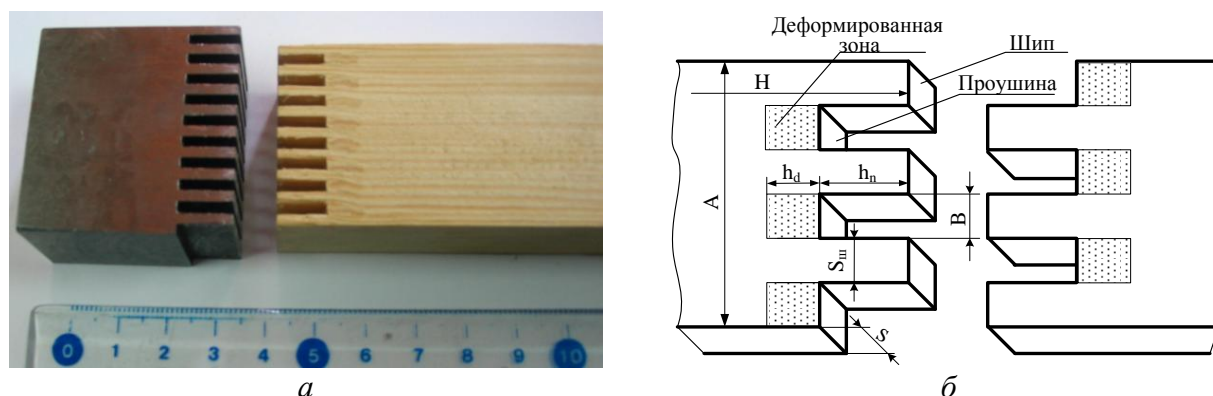 Деформированная
зона
Шип
Проушина
H
h_d
h_n
A
B
S_ш
s
0 1 2 3 4 5 6 7 8 9 10
а
б